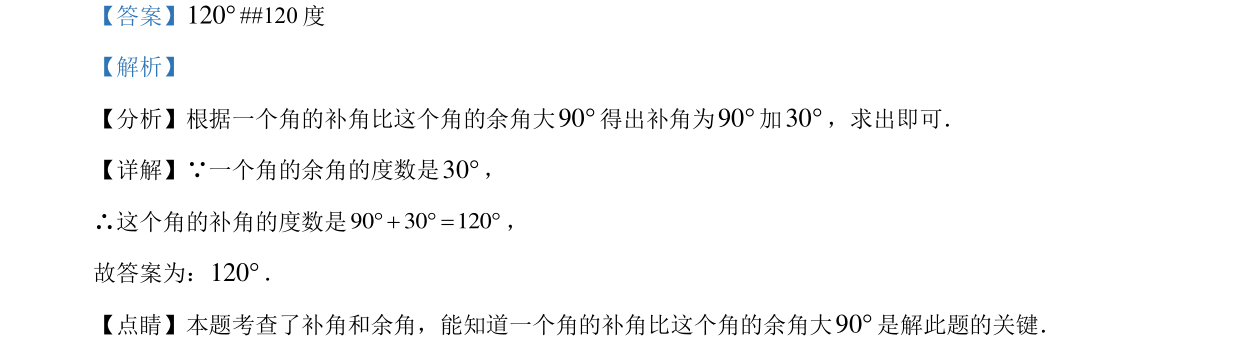 【答案】120°##120 度
【解析】
【分析】根据一个角的补角比这个角的余角大90°得出补角为90°加30°，求出即可．
【详解】∵一个角的余角的度数是30°，
∴这个角的补角的度数是90°+30°=120°，
故答案为：120°．
【点睛】本题考查了补角和余角，能知道一个角的补角比这个角的余角大90°是解此题的关键．